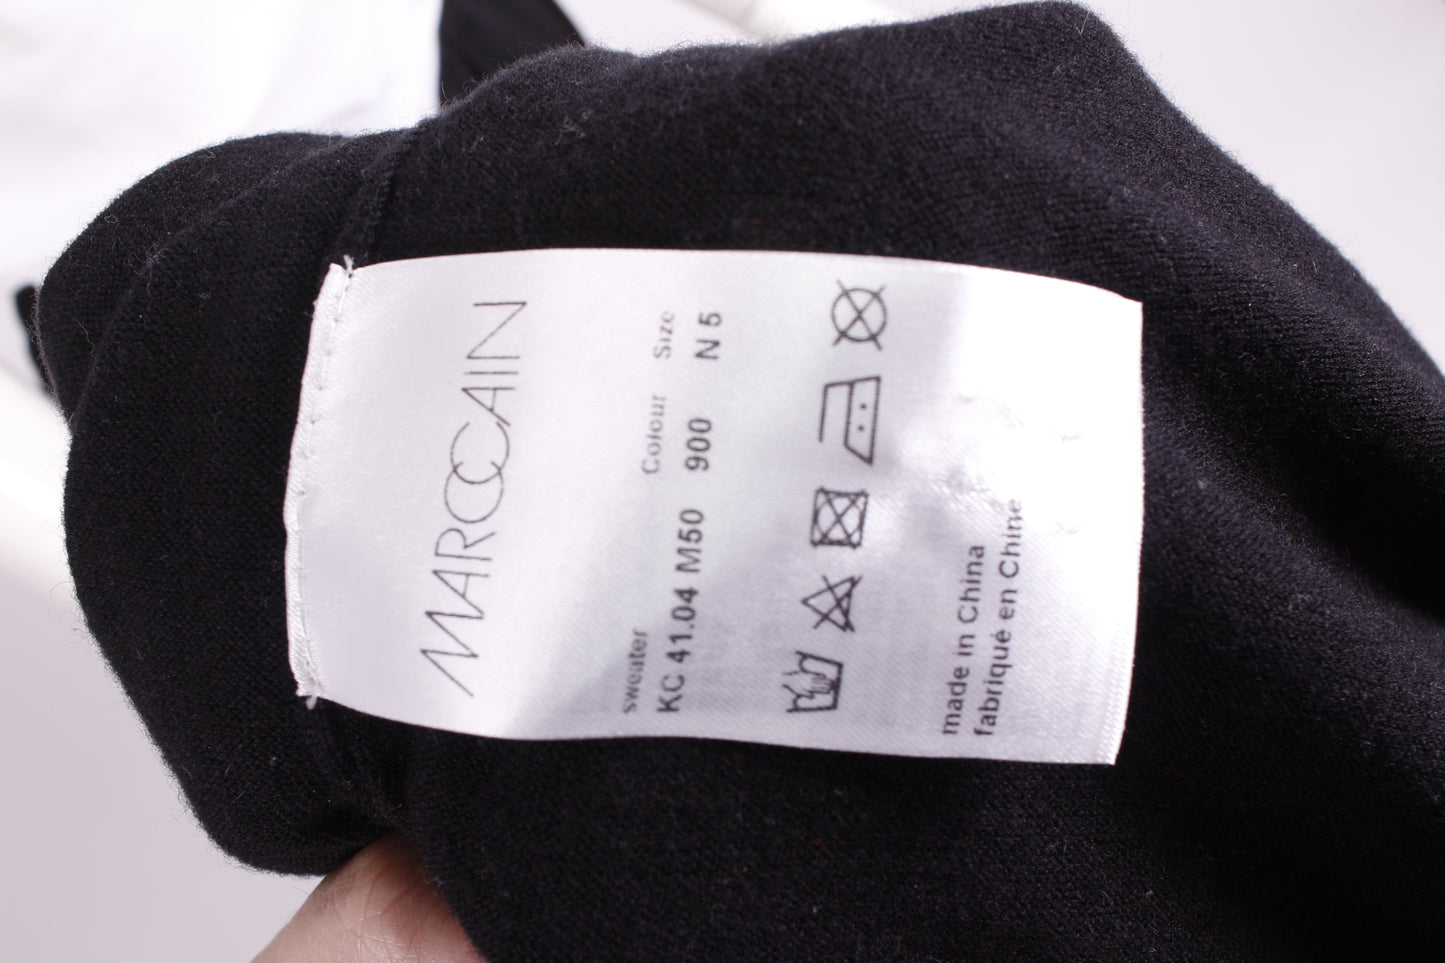 MARCCAIN
sweater Colour Size
KC 41.04 M50 900 N 5
made in China
fabriqué en Chine